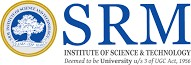 SRM
INSTITUTE OF SCIENCE & TECHNOLOGY
Deemed to be University u/s 3 of UGC Act, 1956